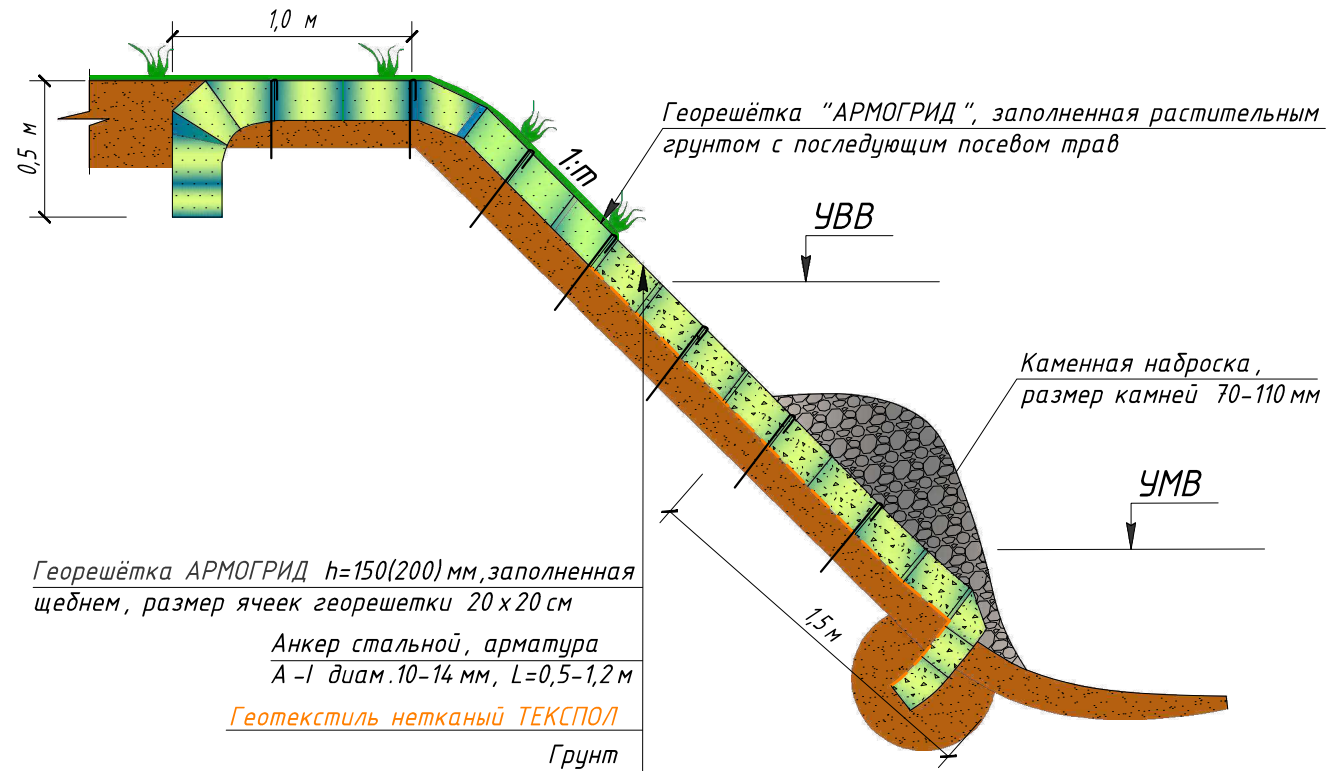 1,0 м
0,5 м
Георешётка "АРМОГРИД", заполненная растительным
грунтом с последующим посевом трав
1:m
УВВ
Каменная наброска,
размер камней 70-110 мм
УМВ
Георешётка АРМОГРИД h=150(200) мм, заполненная
щебнем, размер ячеек георешетки 20 х 20 см
1,5 м
Анкер стальной, арматура
А-I диам.10-14 мм, L=0,5-1,2 м
Геотекстиль нетканый ТЕКСПОЛ
Грунт